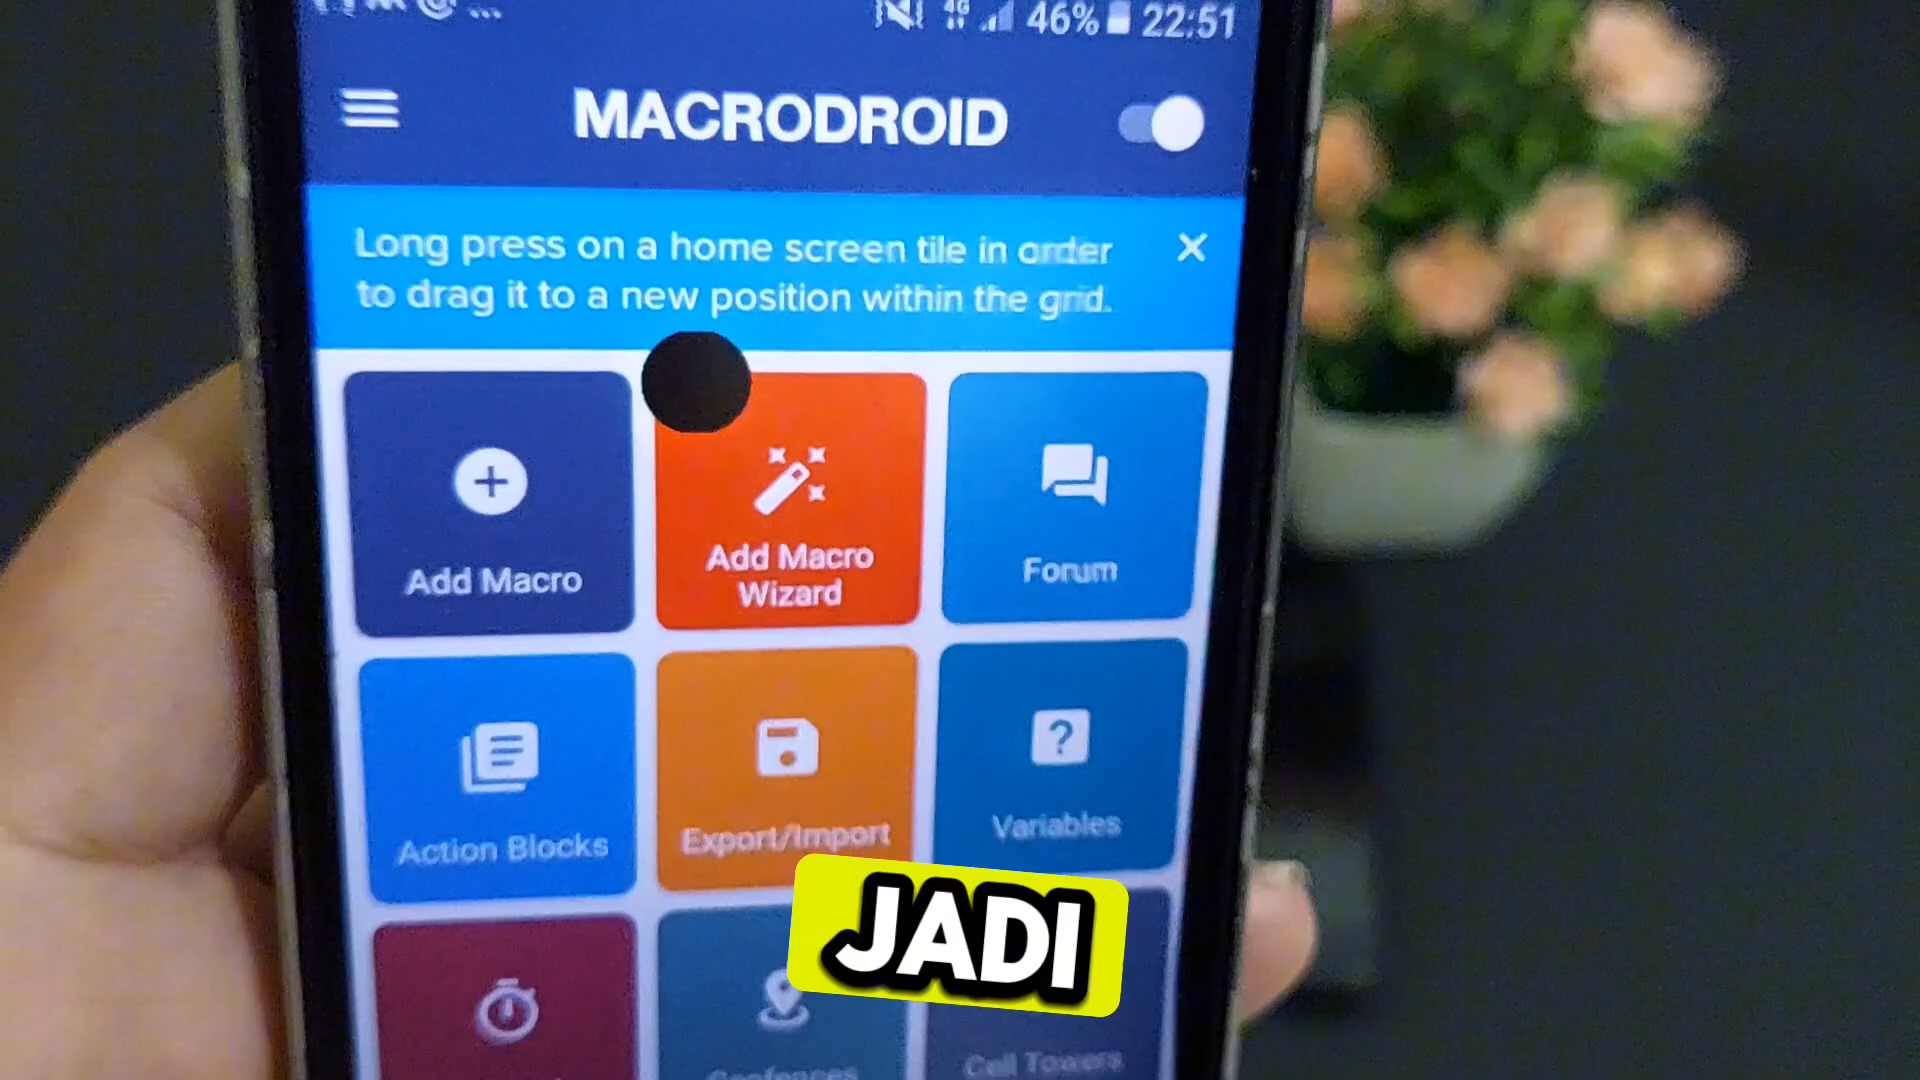 46% 22:51
MACRODROID
Long press on a home screen tile in order
to drag it to a new position within the grid.
Add Macro
Add Macro
Wizard
Forum
Action Blocks
Export/Import
Variables
JADI
Geofences
Cell Towers